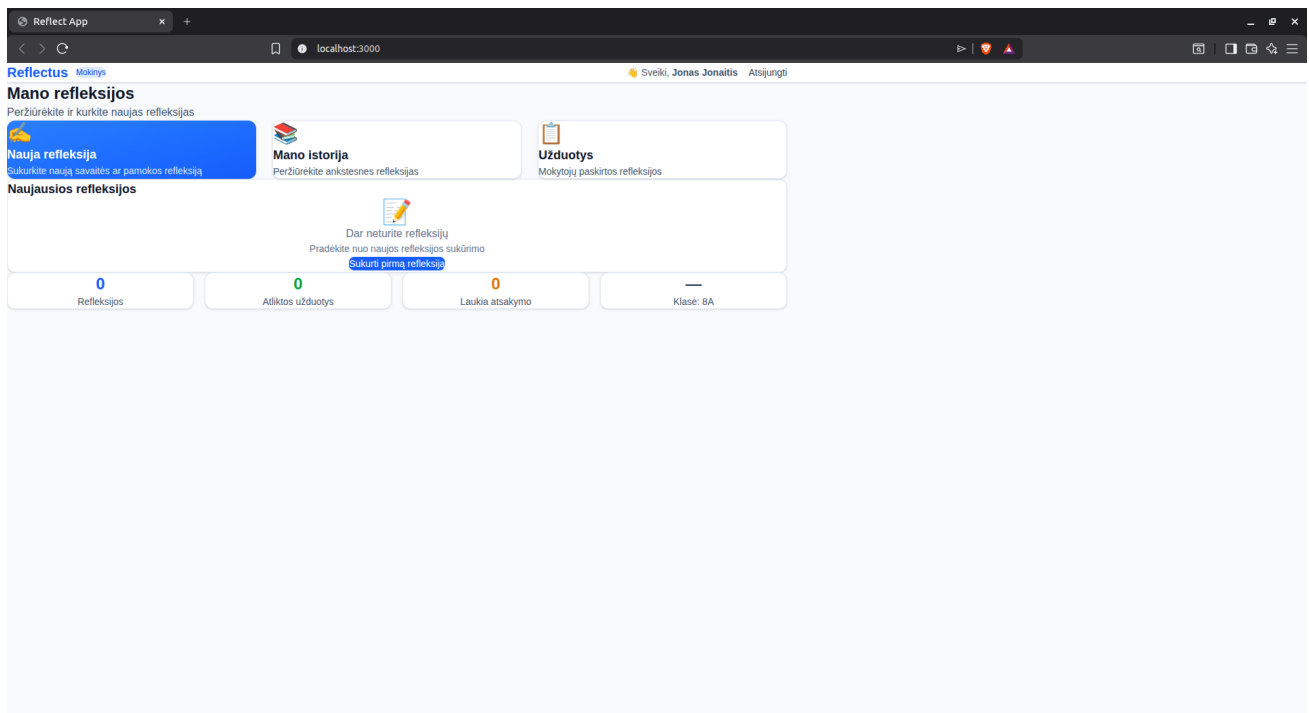 Reflect App
localhost:3000
Reflectus Mokinys
👋 Sveiki, Jonas Jonaitis Atsijungti
Mano refleksijos
Peržiūrėkite ir kurkite naujas refleksijas
Nauja refleksija
Sukurkite naują savaitės ar pamokos refleksiją
Mano istorija
Peržiūrėkite ankstesnes refleksijas
Užduotys
Mokytojų paskirtos refleksijos
Naujausios refleksijos
Dar neturite refleksijų
Pradėkite nuo naujos refleksijos sukūrimo
Sukurti pirmą refleksiją
0
Refleksijos
0
Atliktos užduotys
0
Laukia atsakymo
—
Klasė: 8A